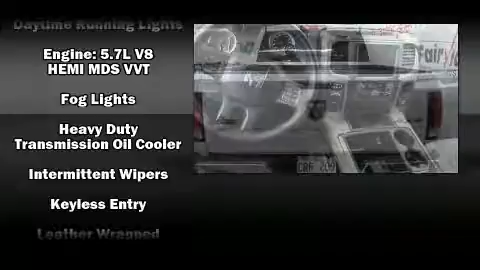 Daytime Running Lights
Engine: 5.7L V8
HEMI MDS VVT
Fog Lights
Heavy Duty
Transmission Oil Cooler
Intermittent Wipers
Keyless Entry
Leather Wrapped